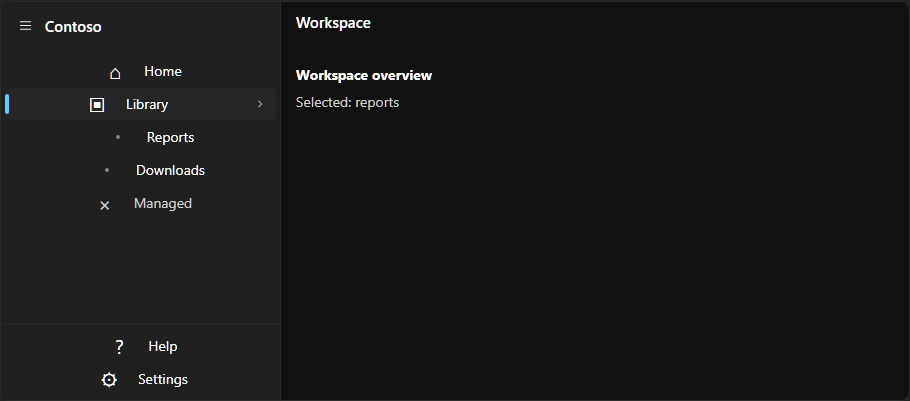 Contoso
Home
Library
Reports
Downloads
Managed
Help
Settings
Workspace
Workspace overview
Selected: reports